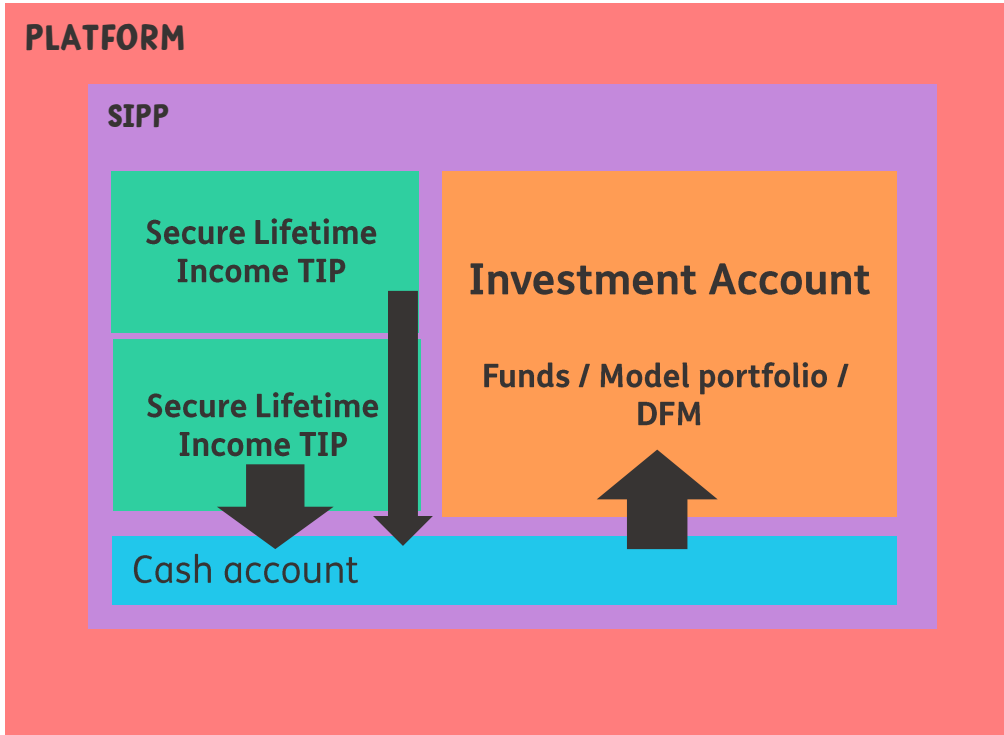 PLATFORM
SIPP
Secure Lifetime
Income TIP
Secure Lifetime
Income TIP
Investment Account
Funds / Model portfolio /
DFM
Cash account